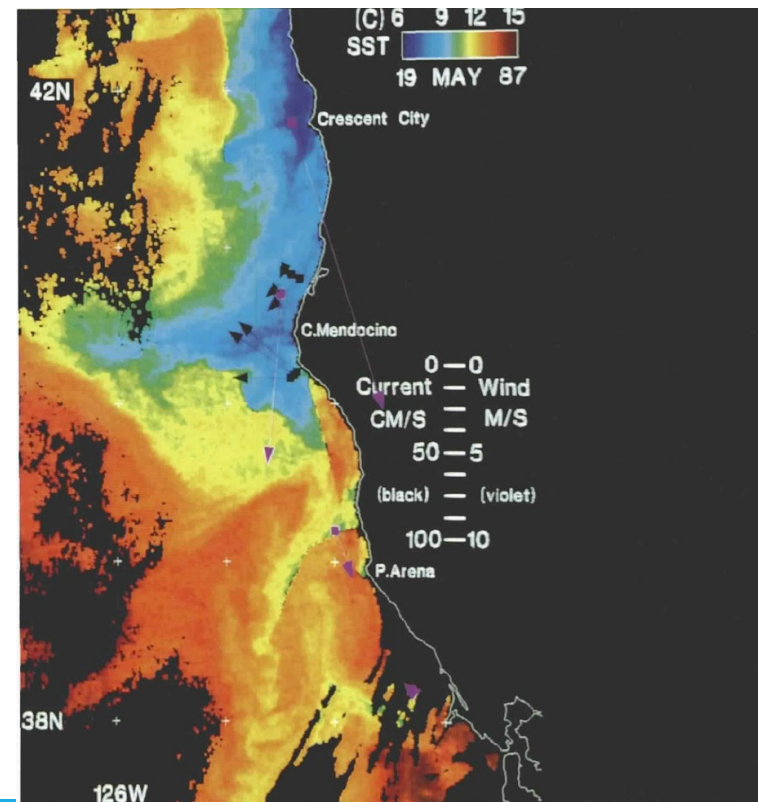 (C) 6 9 12 15
SST
19 MAY 87
42N
Crescent City
C.Mendocino
0—0
Current Wind
CM/S M/S
50—5
(black) (violet)
100—10
P.Arena
38N
126W